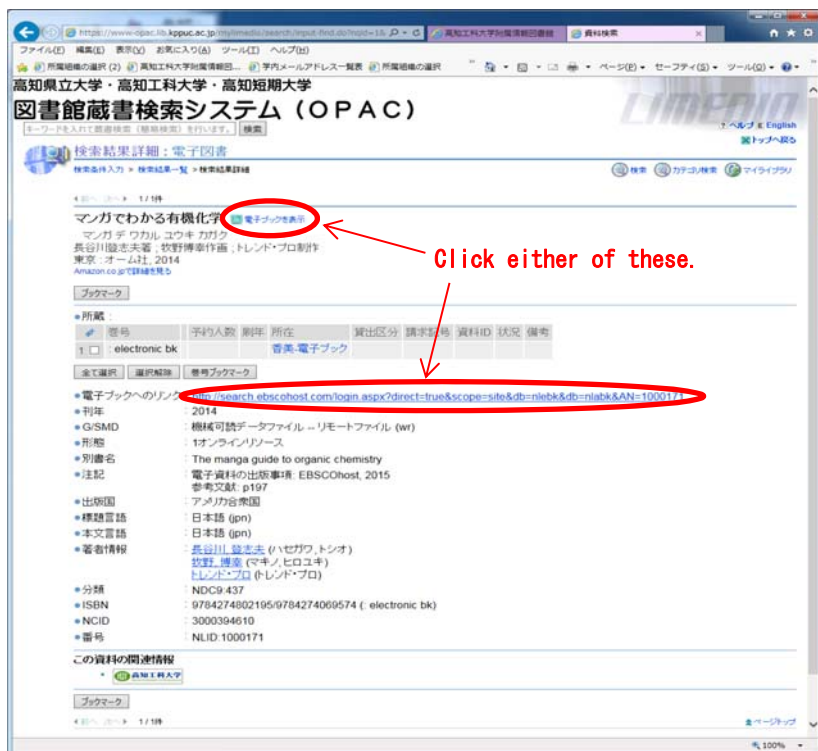 https://www-opac.lib.kppuc.ac.jp/mylimedio/search/input-find.do?nqid=1&
高知工科大学附属情報図書館
資料検索
ファイル(F) 編集(E) 表示(V) お気に入り(A) ツール(T) ヘルプ(H)
所属組織の選択 (2) 高知工科大学附属情報図... 学内メールアドレス一覧表 所属組織の選択 ページ(P) セーフティ(S) ツール(O)
高知県立大学・高知工科大学・高知短期大学
図書館蔵書検索システム (OPAC)
LIMEDIO
キーワードを入れて蔵書検索（簡易検索）を行います。 検索
? ヘルプ E English
トップへ戻る
検索結果詳細：電子図書
検索条件入力 > 検索結果一覧 > 検索結果詳細
検索 カテゴリ検索 マイライブラリ
前へ 次へ 1 / 1件
マンガでわかる有機化学 電子ブックを表示
マンガ デ ワカル ユウキ カガク
長谷川登志夫著 ; 牧野博幸作画 ; トレンド・プロ制作
東京 : オーム社, 2014
Amazon.co.jpで詳細を見る
Click either of these.
ブックマーク
所蔵 :
巻号 予約人数 刷年 所在 貸出区分 請求記号 資料ID 状況 備考
1 : electronic bk 香美-電子ブック
全て選択 選択解除 巻号ブックマーク
電子ブックへのリンク : http://search.ebscohost.com/login.aspx?direct=true&scope=site&db=nlebk&db=nlabk&AN=1000171
刊年 : 2014
G/SMD : 機械可読データファイル -- リモートファイル (wr)
形態 : 1オンラインリソース
別書名 : The manga guide to organic chemistry
注記 : 電子資料の出版事項: EBSCOhost, 2015
参考文献: p197
出版国 : アメリカ合衆国
標題言語 : 日本語 (jpn)
本文言語 : 日本語 (jpn)
著者情報 : 長谷川, 登志夫 (ハセガワ,トシオ)
牧野, 博幸 (マキノ,ヒロユキ)
トレンド・プロ (トレンド・プロ)
分類 : NDC9:437
ISBN : 9784274802195/9784274069574 (: electronic bk)
NCID : 3000394610
番号 : NLID:1000171
この資料の関連情報
高知工科大学
ブックマーク
前へ 次へ 1 / 1件
ページトップ
100%